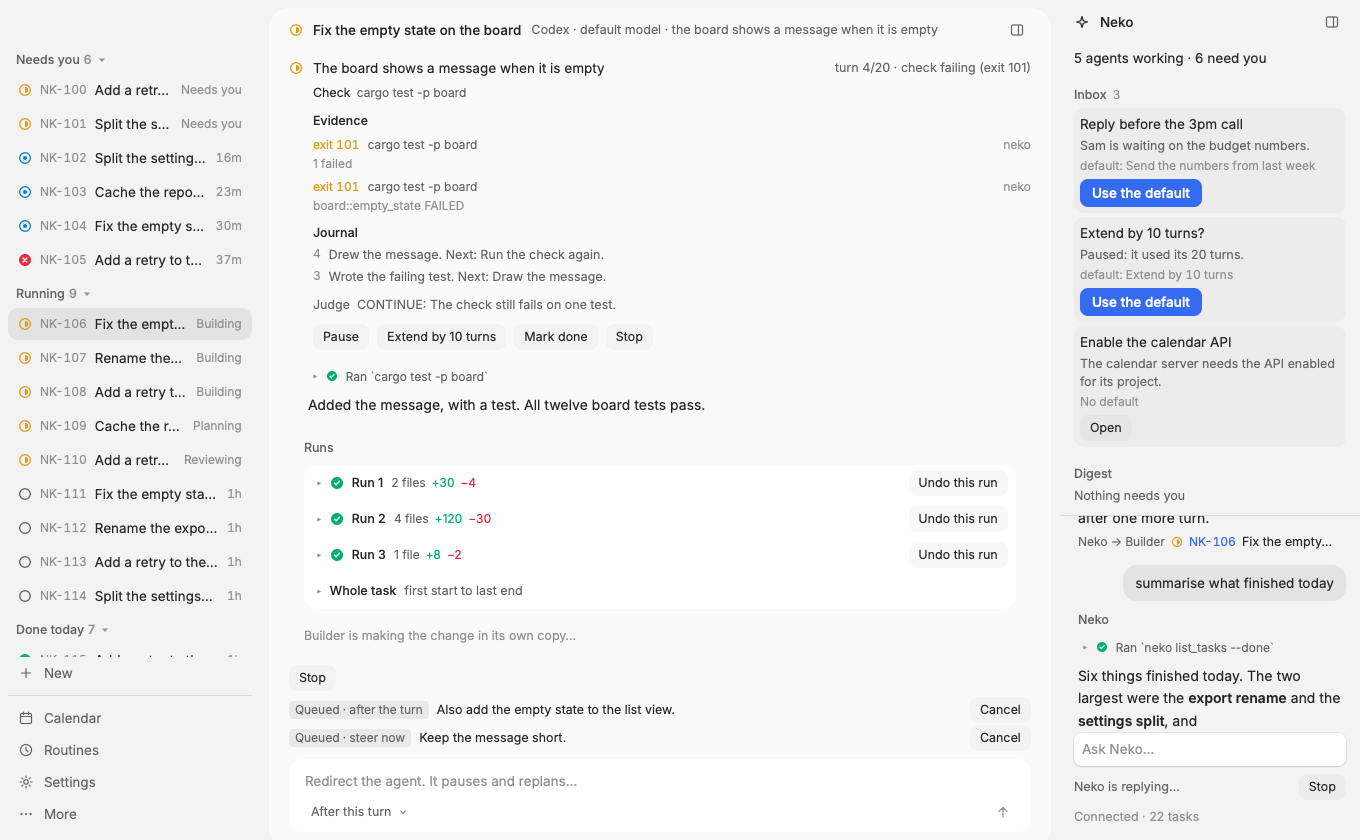 Needs you 6
NK-100 Add a retr... Needs you
NK-101 Split the s... Needs you
NK-102 Split the setting... 16m
NK-103 Cache the repo... 23m
NK-104 Fix the empty s... 30m
NK-105 Add a retry to t... 37m
Running 9
NK-106 Fix the empt... Building
NK-107 Rename the... Building
NK-108 Add a retry t... Building
NK-109 Cache the r... Planning
NK-110 Add a retr... Reviewing
NK-111 Fix the empty sta... 1h
NK-112 Rename the expo... 1h
NK-113 Add a retry to the... 1h
NK-114 Split the settings... 1h
Done today 7
New
Calendar
Routines
Settings
More
Fix the empty state on the board Codex · default model · the board shows a message when it is empty
The board shows a message when it is empty turn 4/20 · check failing (exit 101)
Check cargo test -p board
Evidence
exit 101 cargo test -p board neko
1 failed
exit 101 cargo test -p board neko
board::empty_state FAILED
Journal
4 Drew the message. Next: Run the check again.
3 Wrote the failing test. Next: Draw the message.
Judge CONTINUE: The check still fails on one test.
Pause Extend by 10 turns Mark done Stop
Ran `cargo test -p board`
Added the message, with a test. All twelve board tests pass.
Runs
Run 1 2 files +30 −4 Undo this run
Run 2 4 files +120 −30 Undo this run
Run 3 1 file +8 −2 Undo this run
Whole task first start to last end
Builder is making the change in its own copy...
Stop
Queued · after the turn Also add the empty state to the list view. Cancel
Queued · steer now Keep the message short. Cancel
Redirect the agent. It pauses and replans...
After this turn
Neko
5 agents working · 6 need you
Inbox 3
Reply before the 3pm call
Sam is waiting on the budget numbers.
default: Send the numbers from last week
Use the default
Extend by 10 turns?
Paused: it used its 20 turns.
default: Extend by 10 turns
Use the default
Enable the calendar API
The calendar server needs the API enabled
for its project.
No default
Open
Digest
Nothing needs you
after one more turn.
Neko → Builder NK-106 Fix the empty...
summarise what finished today
Neko
Ran `neko list_tasks --done`
Six things finished today. The two
largest were the export rename and the
settings split, and
Ask Neko...
Neko is replying... Stop
Connected · 22 tasks